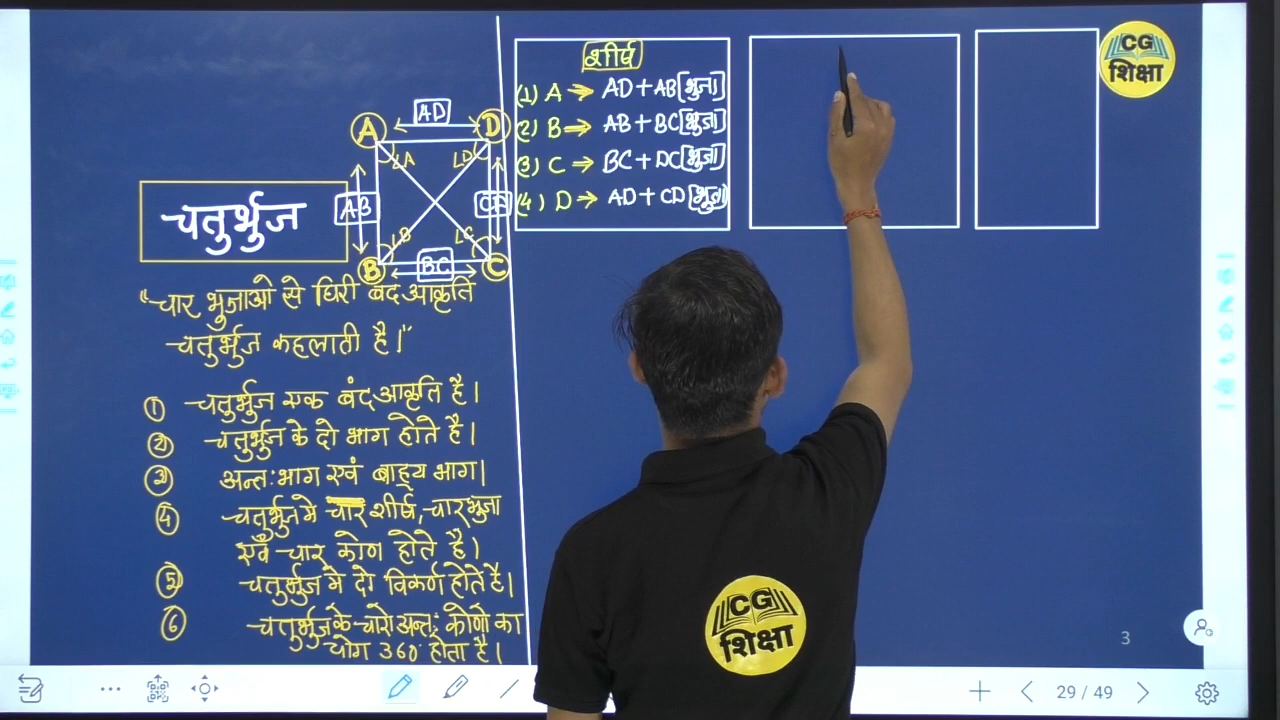 AD
A
D
∠A
∠D
AB
CD
∠B
∠C
B
BC
C
चतुर्भुज
"चार भुजाओ से घिरी बंद आकृति
चतुर्भुज कहलाती है।"
① चतुर्भुज एक बंद आकृति है।
② चतुर्भुज के दो भाग होते है।
③ अन्तः भाग एवं बाह्य भाग।
④ चतुर्भुज मे चार शीर्ष, चार भुजा
एवं चार कोण होते है।
⑤ चतुर्भुज मे दो विकर्ण होते है।
⑥ चतुर्भुज के चारो अन्तः कोणो का
योग 360° होता है।
शीर्ष
(1) A → AD + AB [भुजा]
(2) B → AB + BC [भुजा]
(3) C → BC + DC [भुजा]
(4) D → AD + CD [भुजा]
CG
शिक्षा
CG
शिक्षा
3
29 / 49